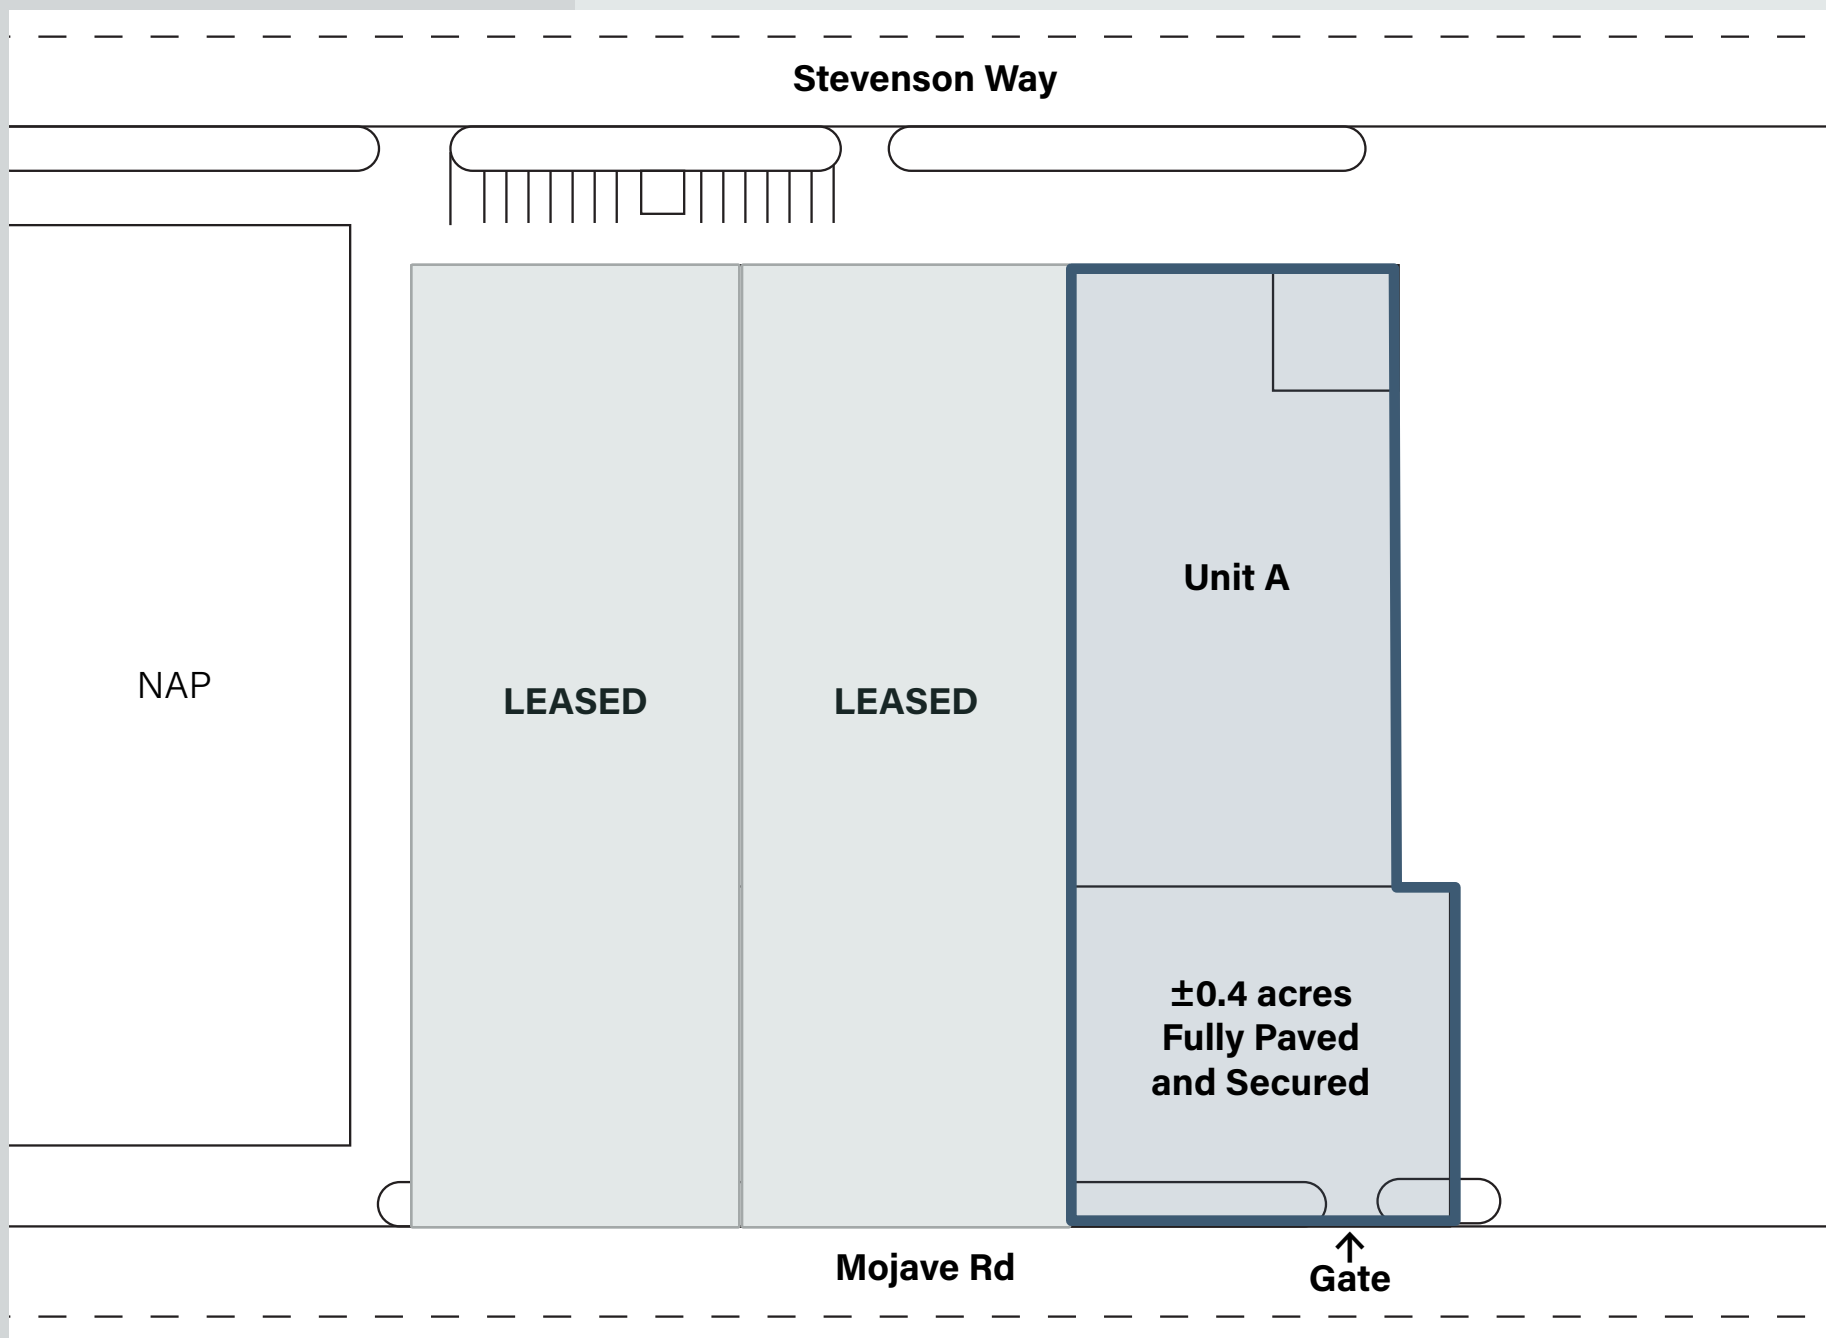 Stevenson Way
Unit A
NAP
LEASED
LEASED
±0.4 acres
Fully Paved
and Secured
Mojave Rd
Gate